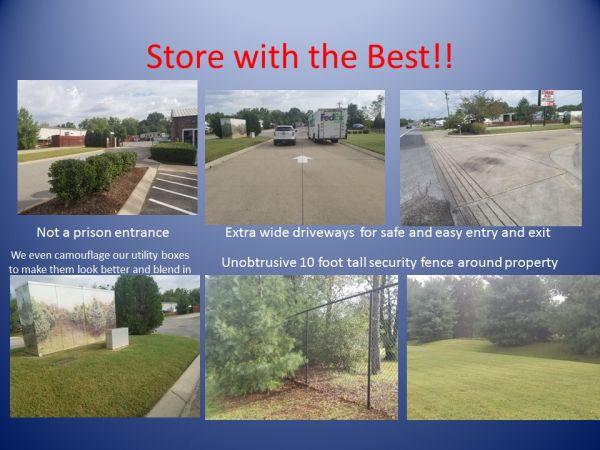 Store with the Best!!
FedEx
Not a prison entrance
Extra wide driveways for safe and easy entry and exit
We even camouflage our utility boxes
to make them look better and blend in
Unobtrusive 10 foot tall security fence around property